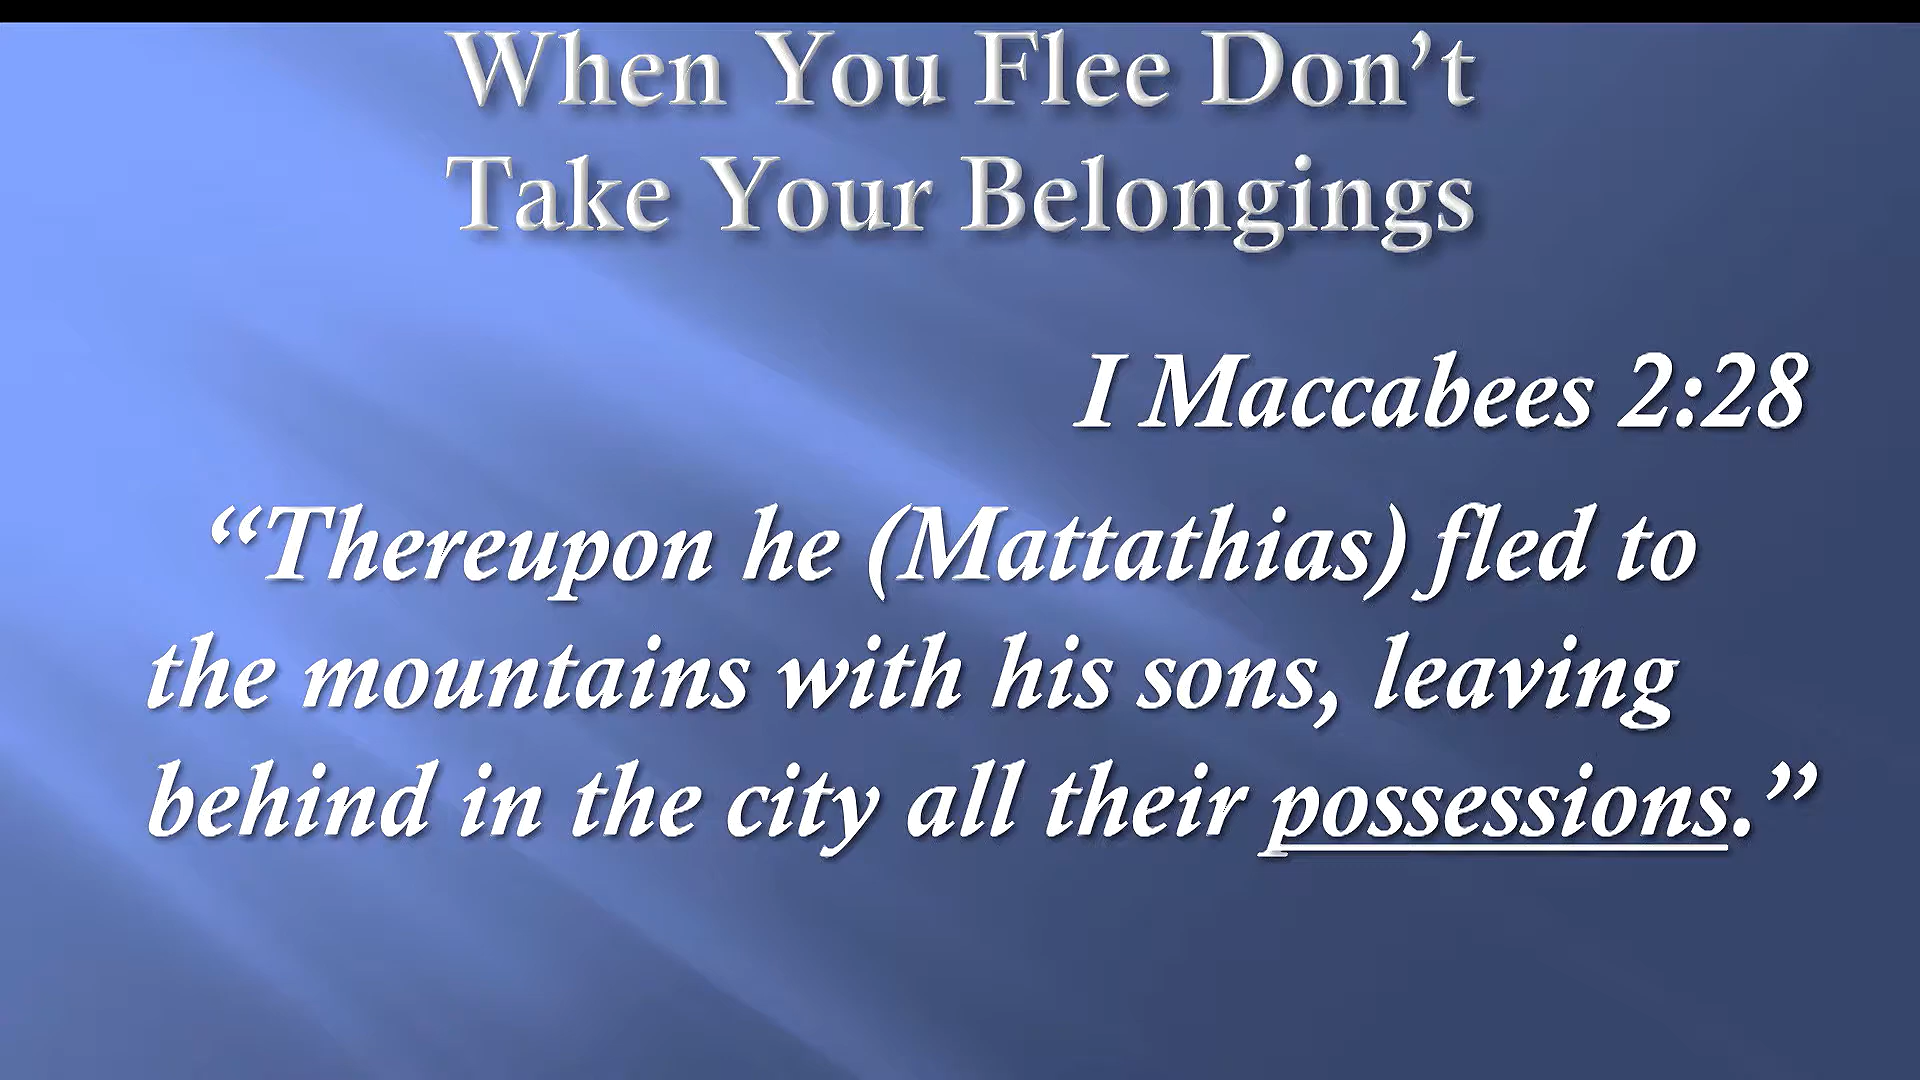 When You Flee Don’t
Take Your Belongings
I Maccabees 2:28
“Thereupon he (Mattathias) fled to
the mountains with his sons, leaving
behind in the city all their possessions.”